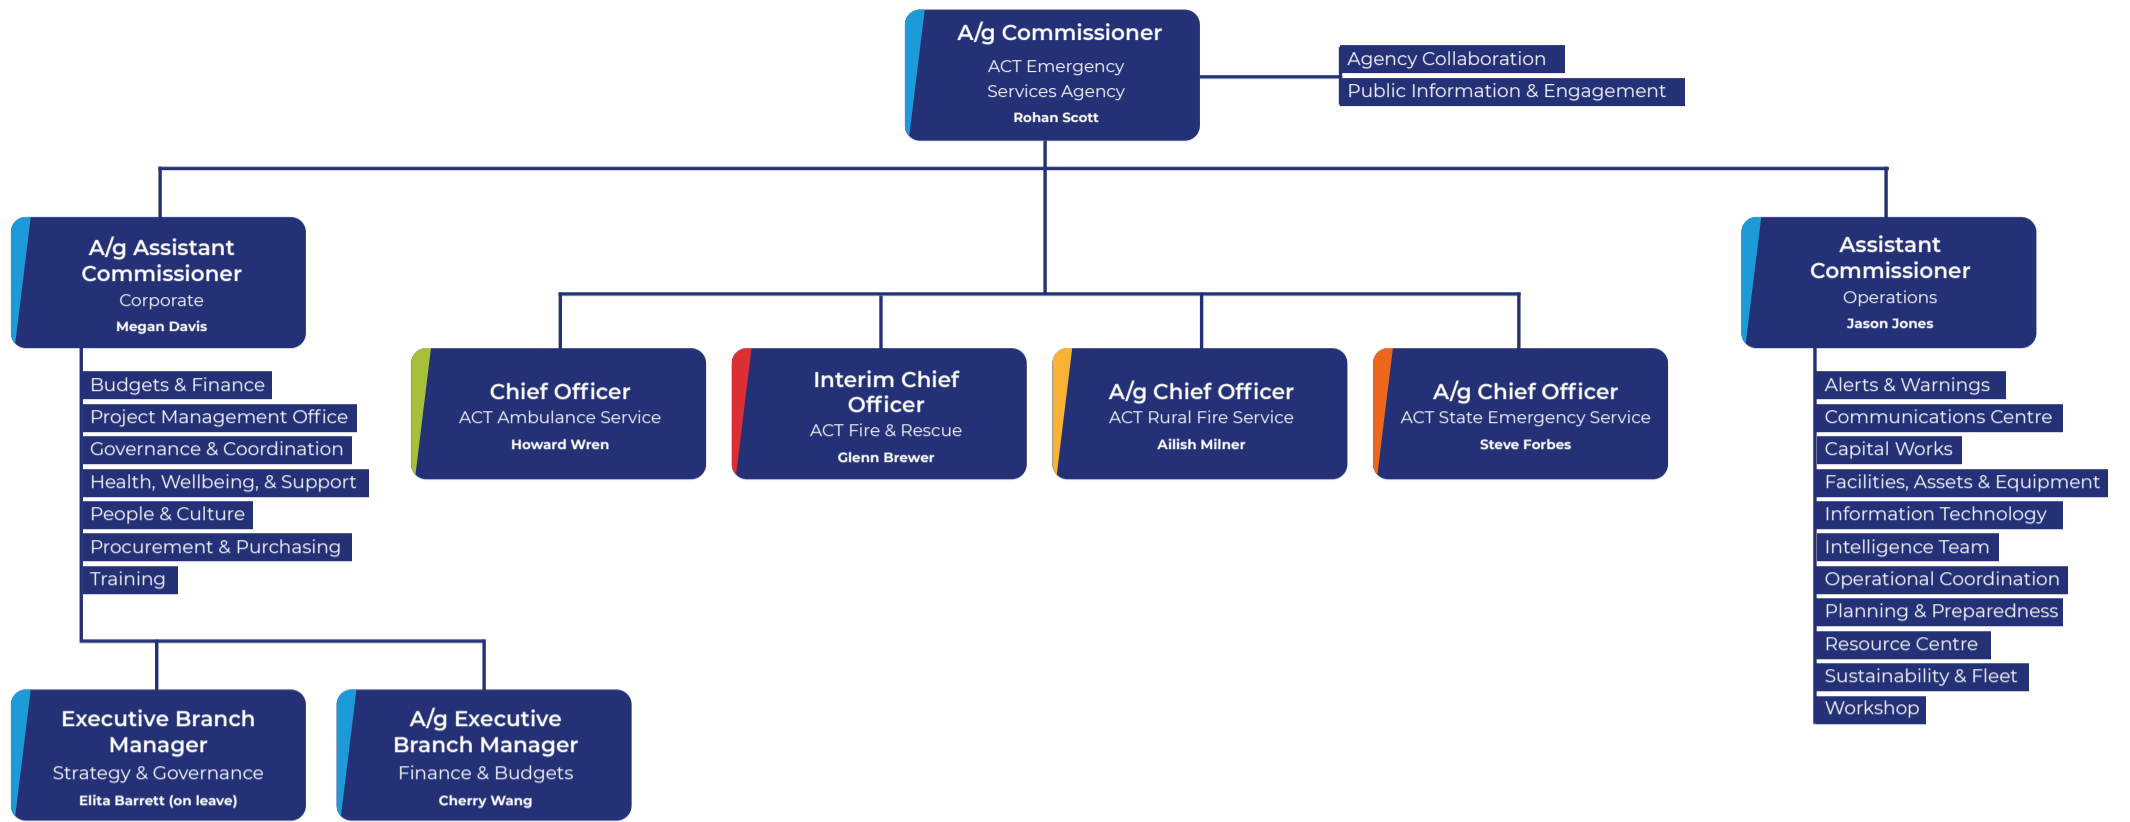 A/g Commissioner
ACT Emergency
Services Agency
Rohan Scott
Agency Collaboration
Public Information & Engagement
A/g Assistant
Commissioner
Corporate
Megan Davis
Budgets & Finance
Project Management Office
Governance & Coordination
Health, Wellbeing, & Support
People & Culture
Procurement & Purchasing
Training
Executive Branch
Manager
Strategy & Governance
Elita Barrett (on leave)
A/g Executive
Branch Manager
Finance & Budgets
Cherry Wang
Chief Officer
ACT Ambulance Service
Howard Wren
Interim Chief
Officer
ACT Fire & Rescue
Glenn Brewer
A/g Chief Officer
ACT Rural Fire Service
Ailish Milner
A/g Chief Officer
ACT State Emergency Service
Steve Forbes
Assistant
Commissioner
Operations
Jason Jones
Alerts & Warnings
Communications Centre
Capital Works
Facilities, Assets & Equipment
Information Technology
Intelligence Team
Operational Coordination
Planning & Preparedness
Resource Centre
Sustainability & Fleet
Workshop